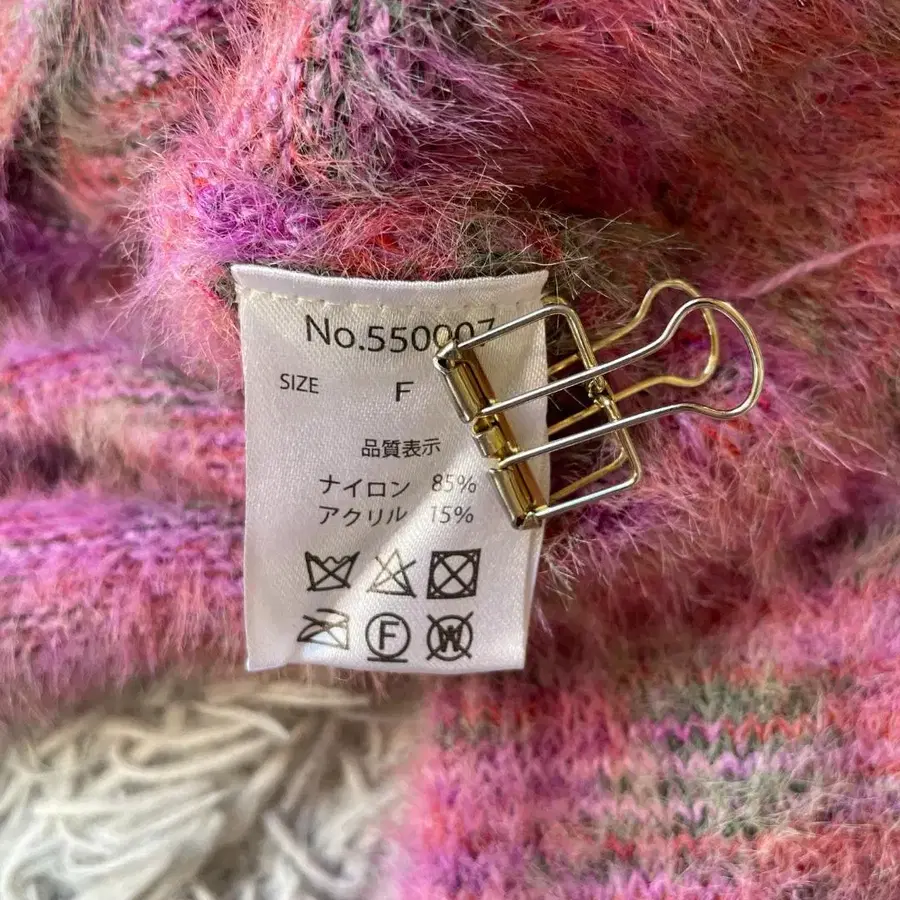 No.550007
SIZE F
品質表示
ナイロン 85%
アクリル 15%
F W